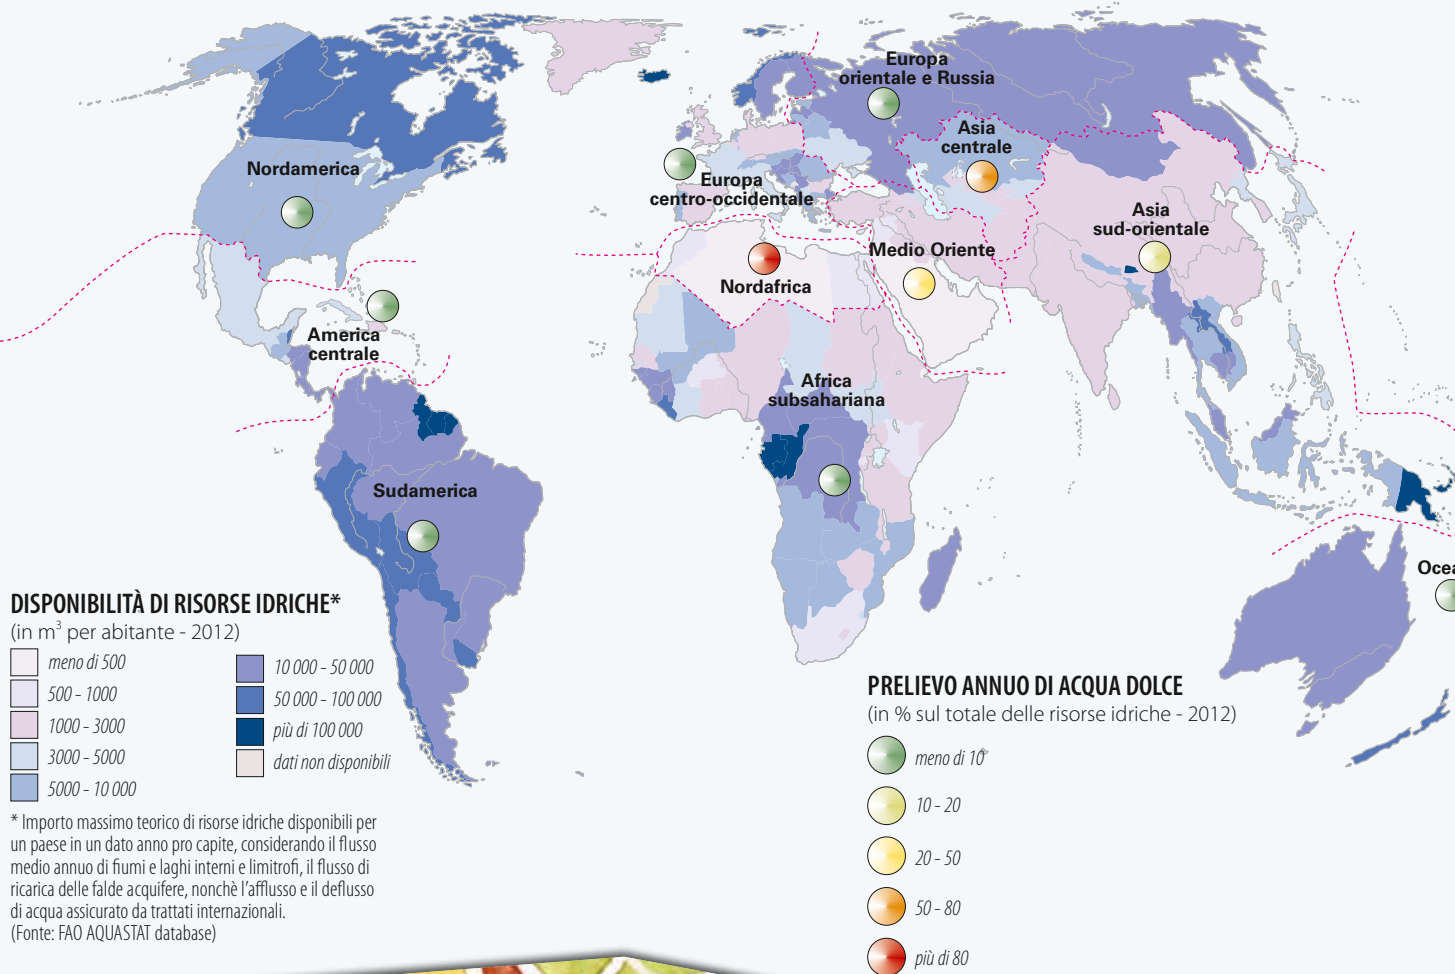 Europa
orientale e Russia
Asia
centrale
Nordamerica
Europa
centro-occidentale
Asia
sud-orientale
Medio Oriente
Nordafrica
America
centrale
Africa
subsahariana
Sudamerica
DISPONIBILITÀ DI RISORSE IDRICHE*
(in m³ per abitante - 2012)
meno di 500
500 - 1000
1000 - 3000
3000 - 5000
5000 - 10 000
10 000 - 50 000
50 000 - 100 000
più di 100 000
dati non disponibili
* Importo massimo teorico di risorse idriche disponibili per
un paese in un dato anno pro capite, considerando il flusso
medio annuo di fiumi e laghi interni e limitrofi, il flusso di
ricarica delle falde acquifere, nonchè l'afflusso e il deflusso
di acqua assicurato da trattati internazionali.
(Fonte: FAO AQUASTAT database)
PRELIEVO ANNUO DI ACQUA DOLCE
(in % sul totale delle risorse idriche - 2012)
meno di 10
10 - 20
20 - 50
50 - 80
più di 80